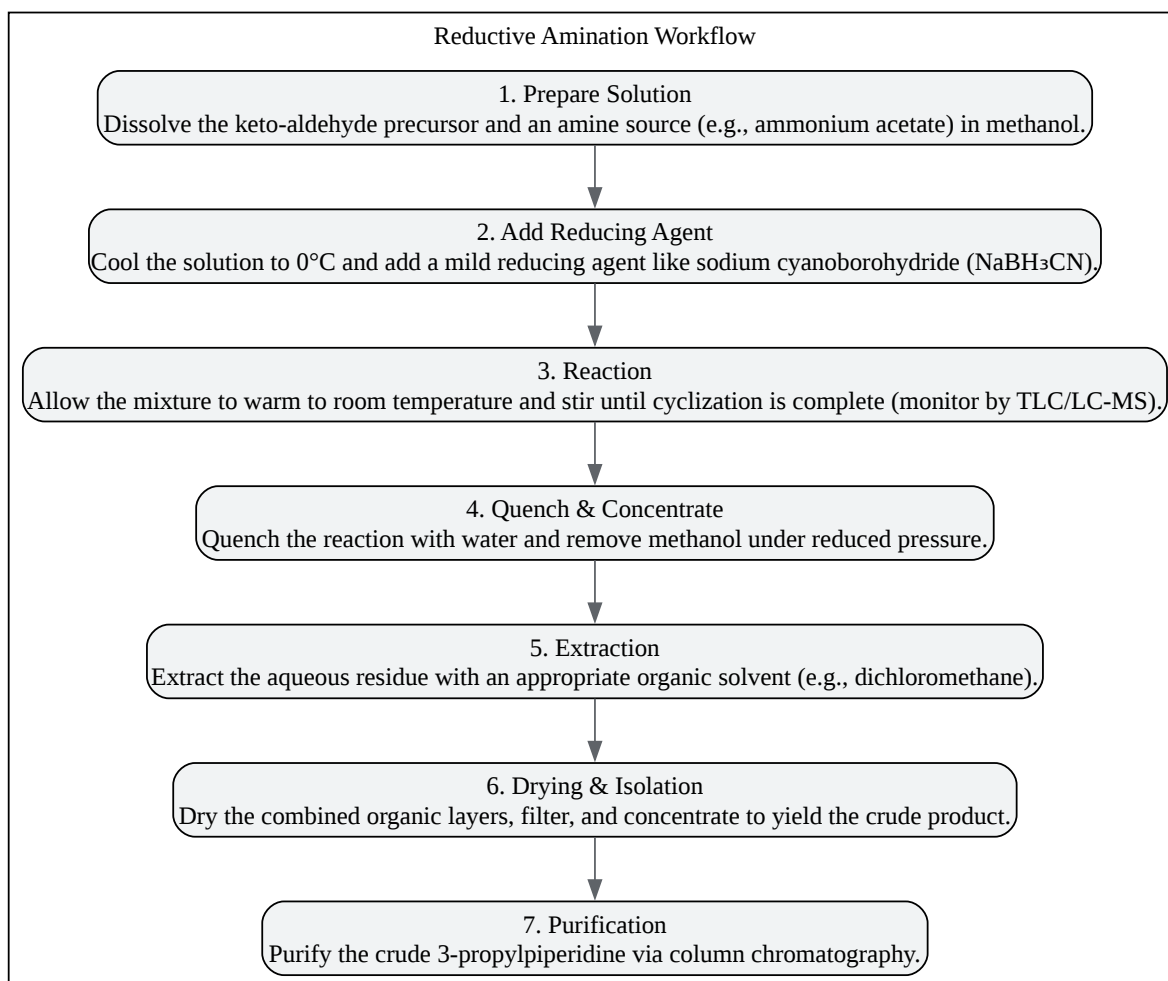 Reductive Amination Workflow
1. Prepare Solution
Dissolve the keto-aldehyde precursor and an amine source (e.g., ammonium acetate) in methanol.
2. Add Reducing Agent
Cool the solution to 0°C and add a mild reducing agent like sodium cyanoborohydride (NaBH₃CN).
3. Reaction
Allow the mixture to warm to room temperature and stir until cyclization is complete (monitor by TLC/LC-MS).
4. Quench & Concentrate
Quench the reaction with water and remove methanol under reduced pressure.
5. Extraction
Extract the aqueous residue with an appropriate organic solvent (e.g., dichloromethane).
6. Drying & Isolation
Dry the combined organic layers, filter, and concentrate to yield the crude product.
7. Purification
Purify the crude 3-propylpiperidine via column chromatography.